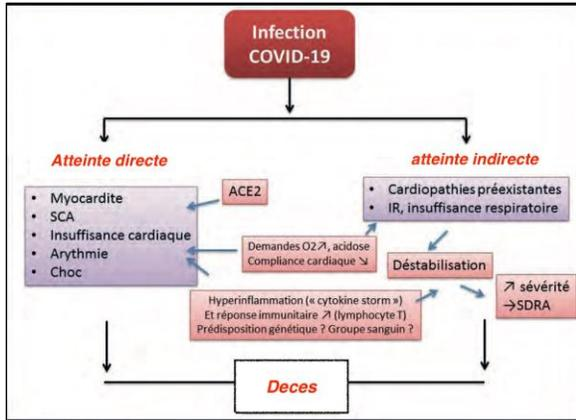 Infection
COVID-19
Atteinte directe
atteinte indirecte
• Myocardite
• SCA
• Insuffisance cardiaque
• Arythmie
• Choc
ACE2
• Cardiopathies préexistantes
• IR, insuffisance respiratoire
Demandes O2↗, acidose
Compliance cardiaque ↘
Déstabilisation
↗ sévérité
→SDRA
Hyperinflammation (« cytokine storm »)
Et réponse immunitaire ↗ (lymphocyte T)
Prédisposition génétique ? Groupe sanguin ?
Deces